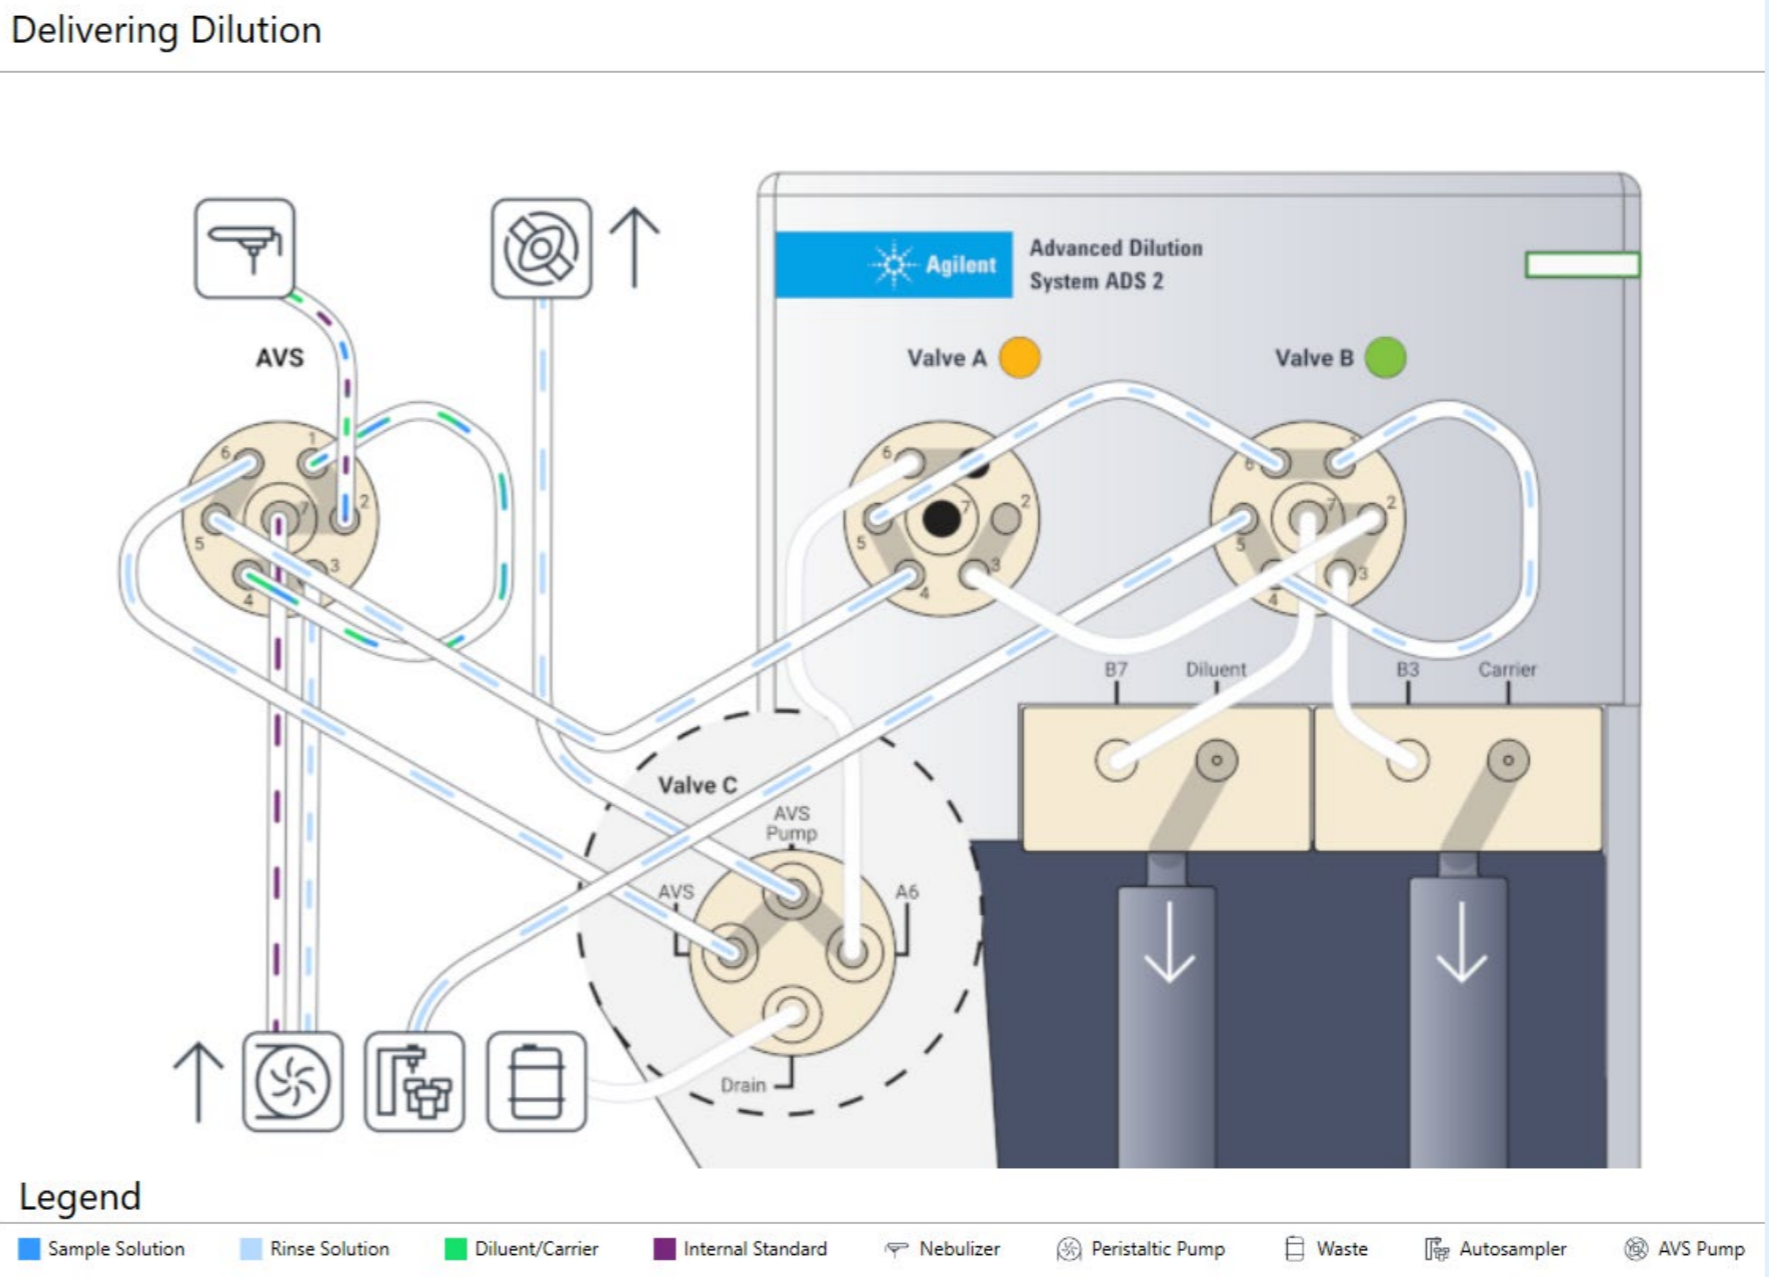 Delivering Dilution
Agilent
Advanced Dilution
System ADS 2
AVS
Valve A
Valve B
6
1
2
3
4
5
7
6
2
3
4
5
7
6
2
3
4
5
7
B7
Diluent
B3
Carrier
Valve C
AVS
Pump
AVS
A6
Drain
Legend
Sample Solution
Rinse Solution
Diluent/Carrier
Internal Standard
Nebulizer
Peristaltic Pump
Waste
Autosampler
AVS Pump